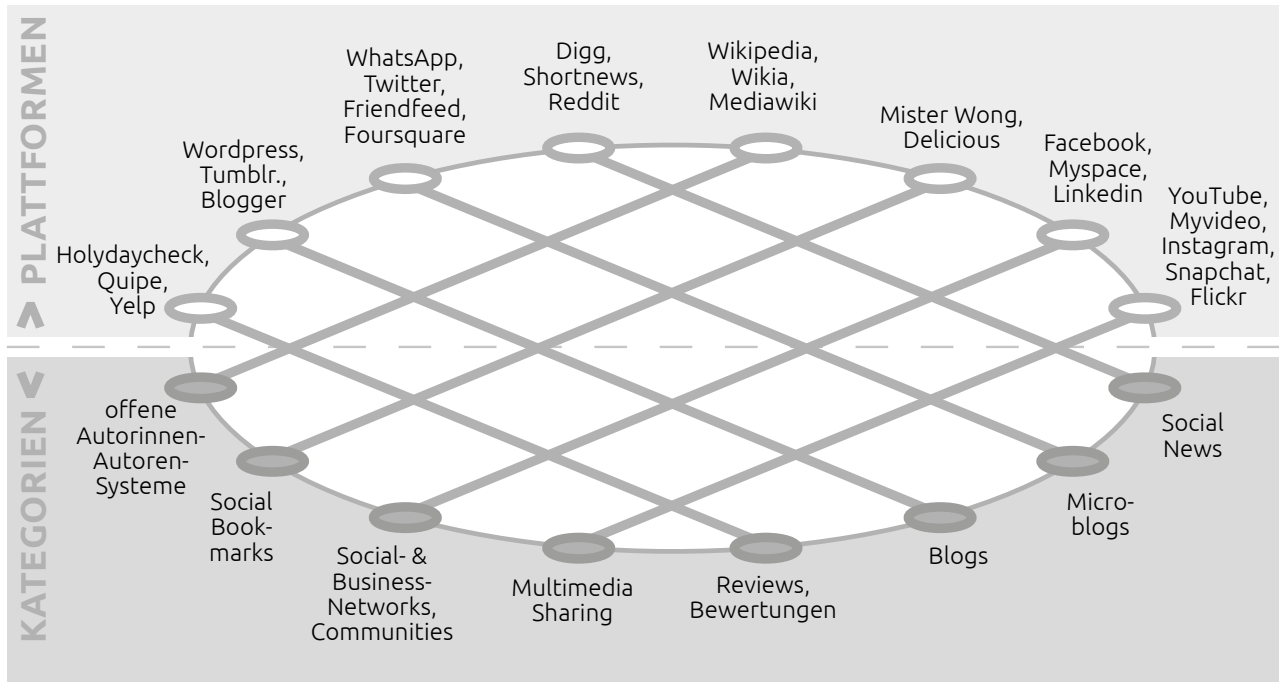 PLATTFORMEN
WhatsApp,
Twitter,
Friendfeed,
Foursquare
Digg,
Shortnews,
Reddit
Wikipedia,
Wikia,
Mediawiki
Mister Wong,
Delicious
Facebook,
Myspace,
Linkedin
YouTube,
Myvideo,
Instagram,
Snapchat,
Flickr
Wordpress,
Tumblr.,
Blogger
Holydaycheck,
Quipe,
Yelp
KATEGORIEN
offene
Autorinnen-
Autoren-
Systeme
Social
Book-
marks
Social- &
Business-
Networks,
Communities
Multimedia
Sharing
Reviews,
Bewertungen
Blogs
Micro-
blogs
Social
News